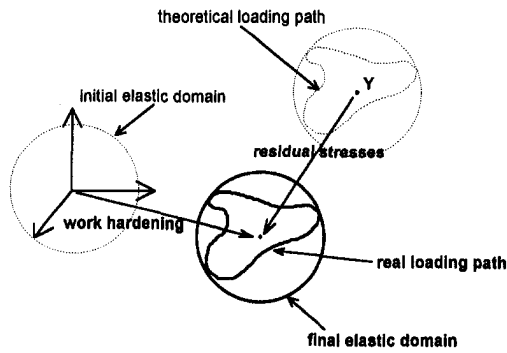 theoretical loading path
Y
initial elastic domain
residual stresses
work hardening
real loading path
final elastic domain